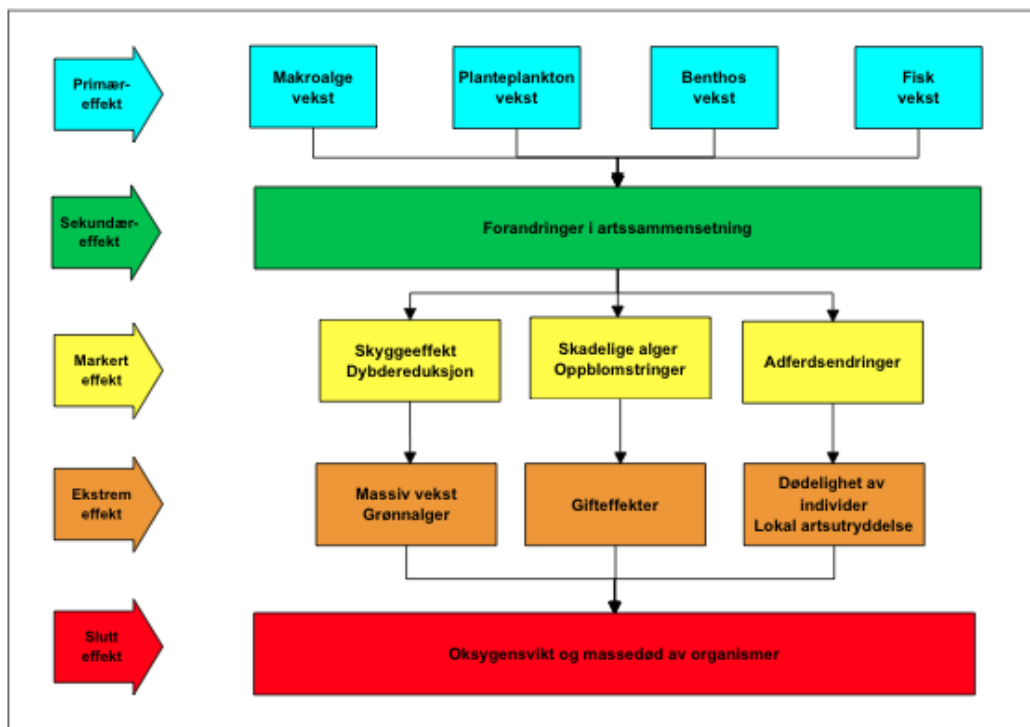 Primær-
effekt
Makroalge
vekst
Planteplankton
vekst
Benthos
vekst
Fisk
vekst
Sekundær-
effekt
Forandringer i artssammensetning
Markert
effekt
Skyggeeffekt
Dybdereduksjon
Skadelige alger
Oppblomstringer
Adferdsendringer
Ekstrem
effekt
Massiv vekst
Grønnalger
Gifteffekter
Dødelighet av
individer
Lokal artsutryddelse
Slutt
effekt
Oksygensvikt og massedød av organismer